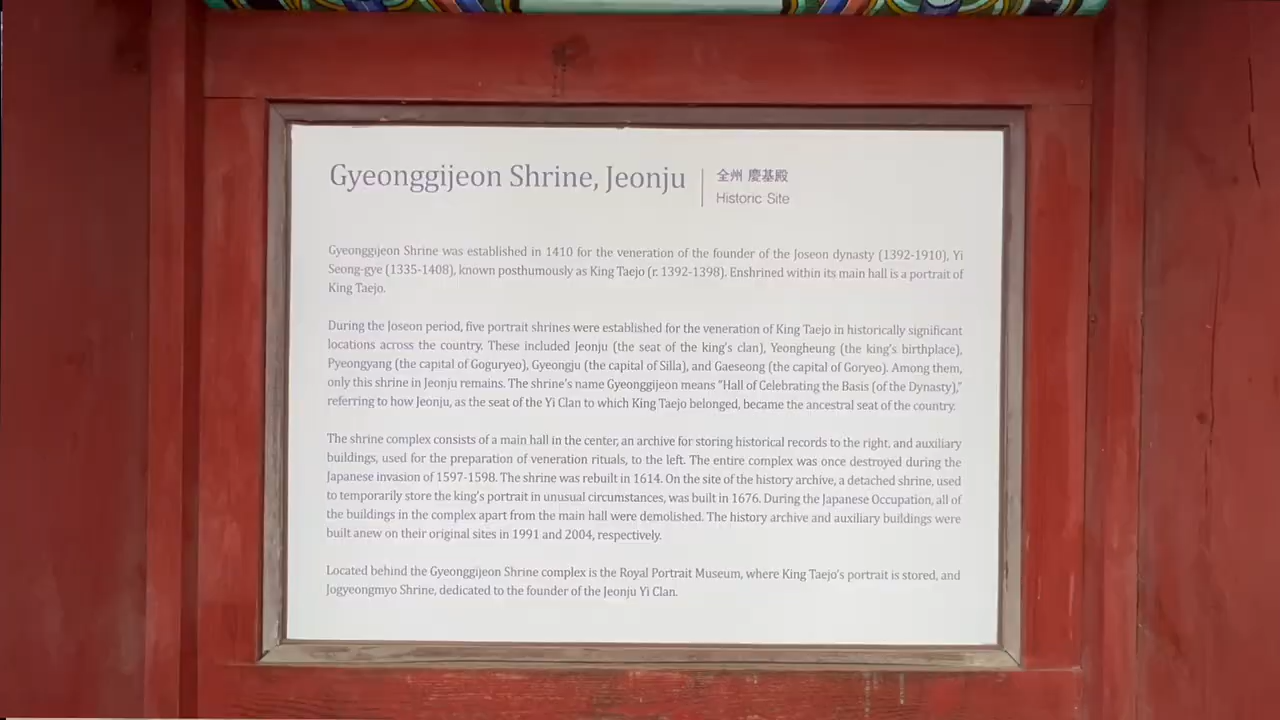 Gyeonggijeon Shrine, Jeonju
全州 慶基殿
Historic Site
Gyeonggijeon Shrine was established in 1410 for the veneration of the founder of the Joseon dynasty (1392-1910), Yi
Seong-gye (1335-1408), known posthumously as King Taejo (r. 1392-1398). Enshrined within its main hall is a portrait of
King Taejo.
During the Joseon period, five portrait shrines were established for the veneration of King Taejo in historically significant
locations across the country. These included Jeonju (the seat of the king's clan), Yeongheung (the king's birthplace),
Pyeongyang (the capital of Goguryeo), Gyeongju (the capital of Silla), and Gaeseong (the capital of Goryeo). Among them,
only this shrine in Jeonju remains. The shrine's name Gyeonggijeon means "Hall of Celebrating the Basis (of the Dynasty),"
referring to how Jeonju, as the seat of the Yi Clan to which King Taejo belonged, became the ancestral seat of the country.
The shrine complex consists of a main hall in the center, an archive for storing historical records to the right, and auxiliary
buildings, used for the preparation of veneration rituals, to the left. The entire complex was once destroyed during the
Japanese invasion of 1597-1598. The shrine was rebuilt in 1614. On the site of the history archive, a detached shrine, used
to temporarily store the king's portrait in unusual circumstances, was built in 1676. During the Japanese Occupation, all of
the buildings in the complex apart from the main hall were demolished. The history archive and auxiliary buildings were
built anew on their original sites in 1991 and 2004, respectively.
Located behind the Gyeonggijeon Shrine complex is the Royal Portrait Museum, where King Taejo's portrait is stored, and
Jogyeongmyo Shrine, dedicated to the founder of the Jeonju Yi Clan.